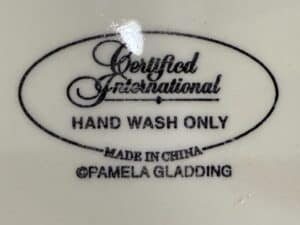 Certified
International
HAND WASH ONLY
MADE IN CHINA
©PAMELA GLADDING